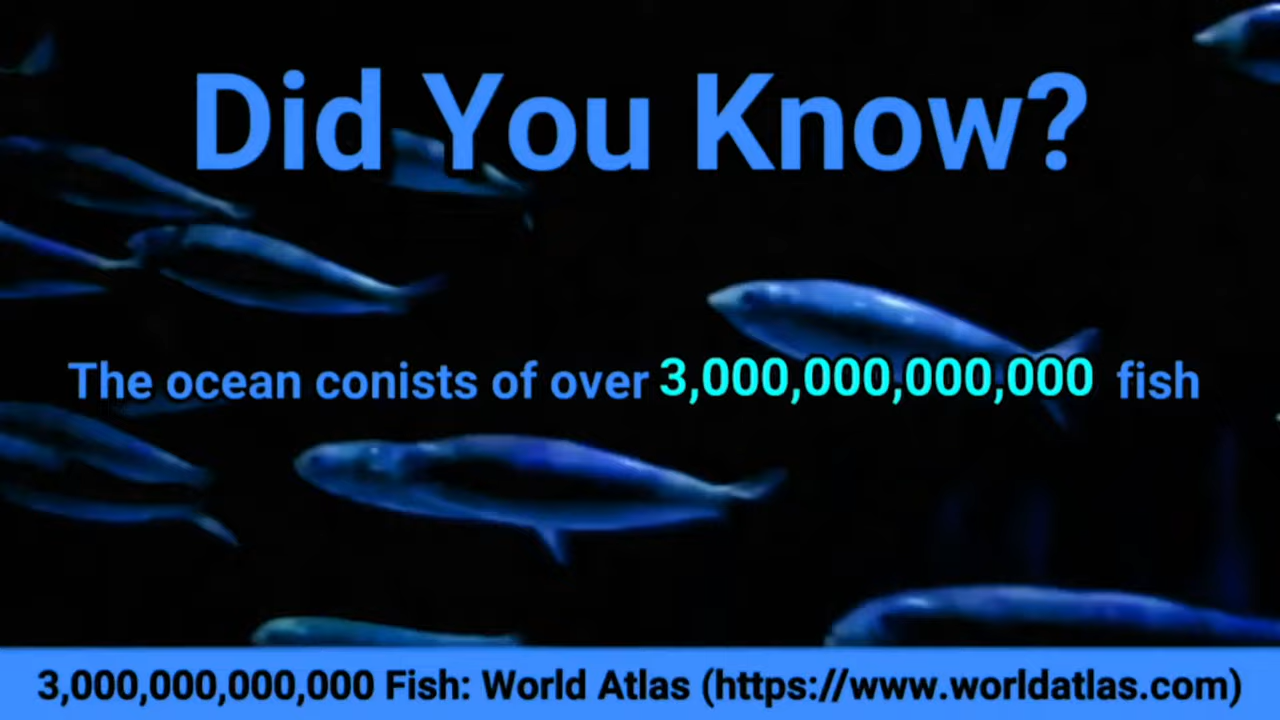 Did You Know?
The ocean conists of over 3,000,000,000,000 fish
3,000,000,000,000 Fish: World Atlas (https://www.worldatlas.com)